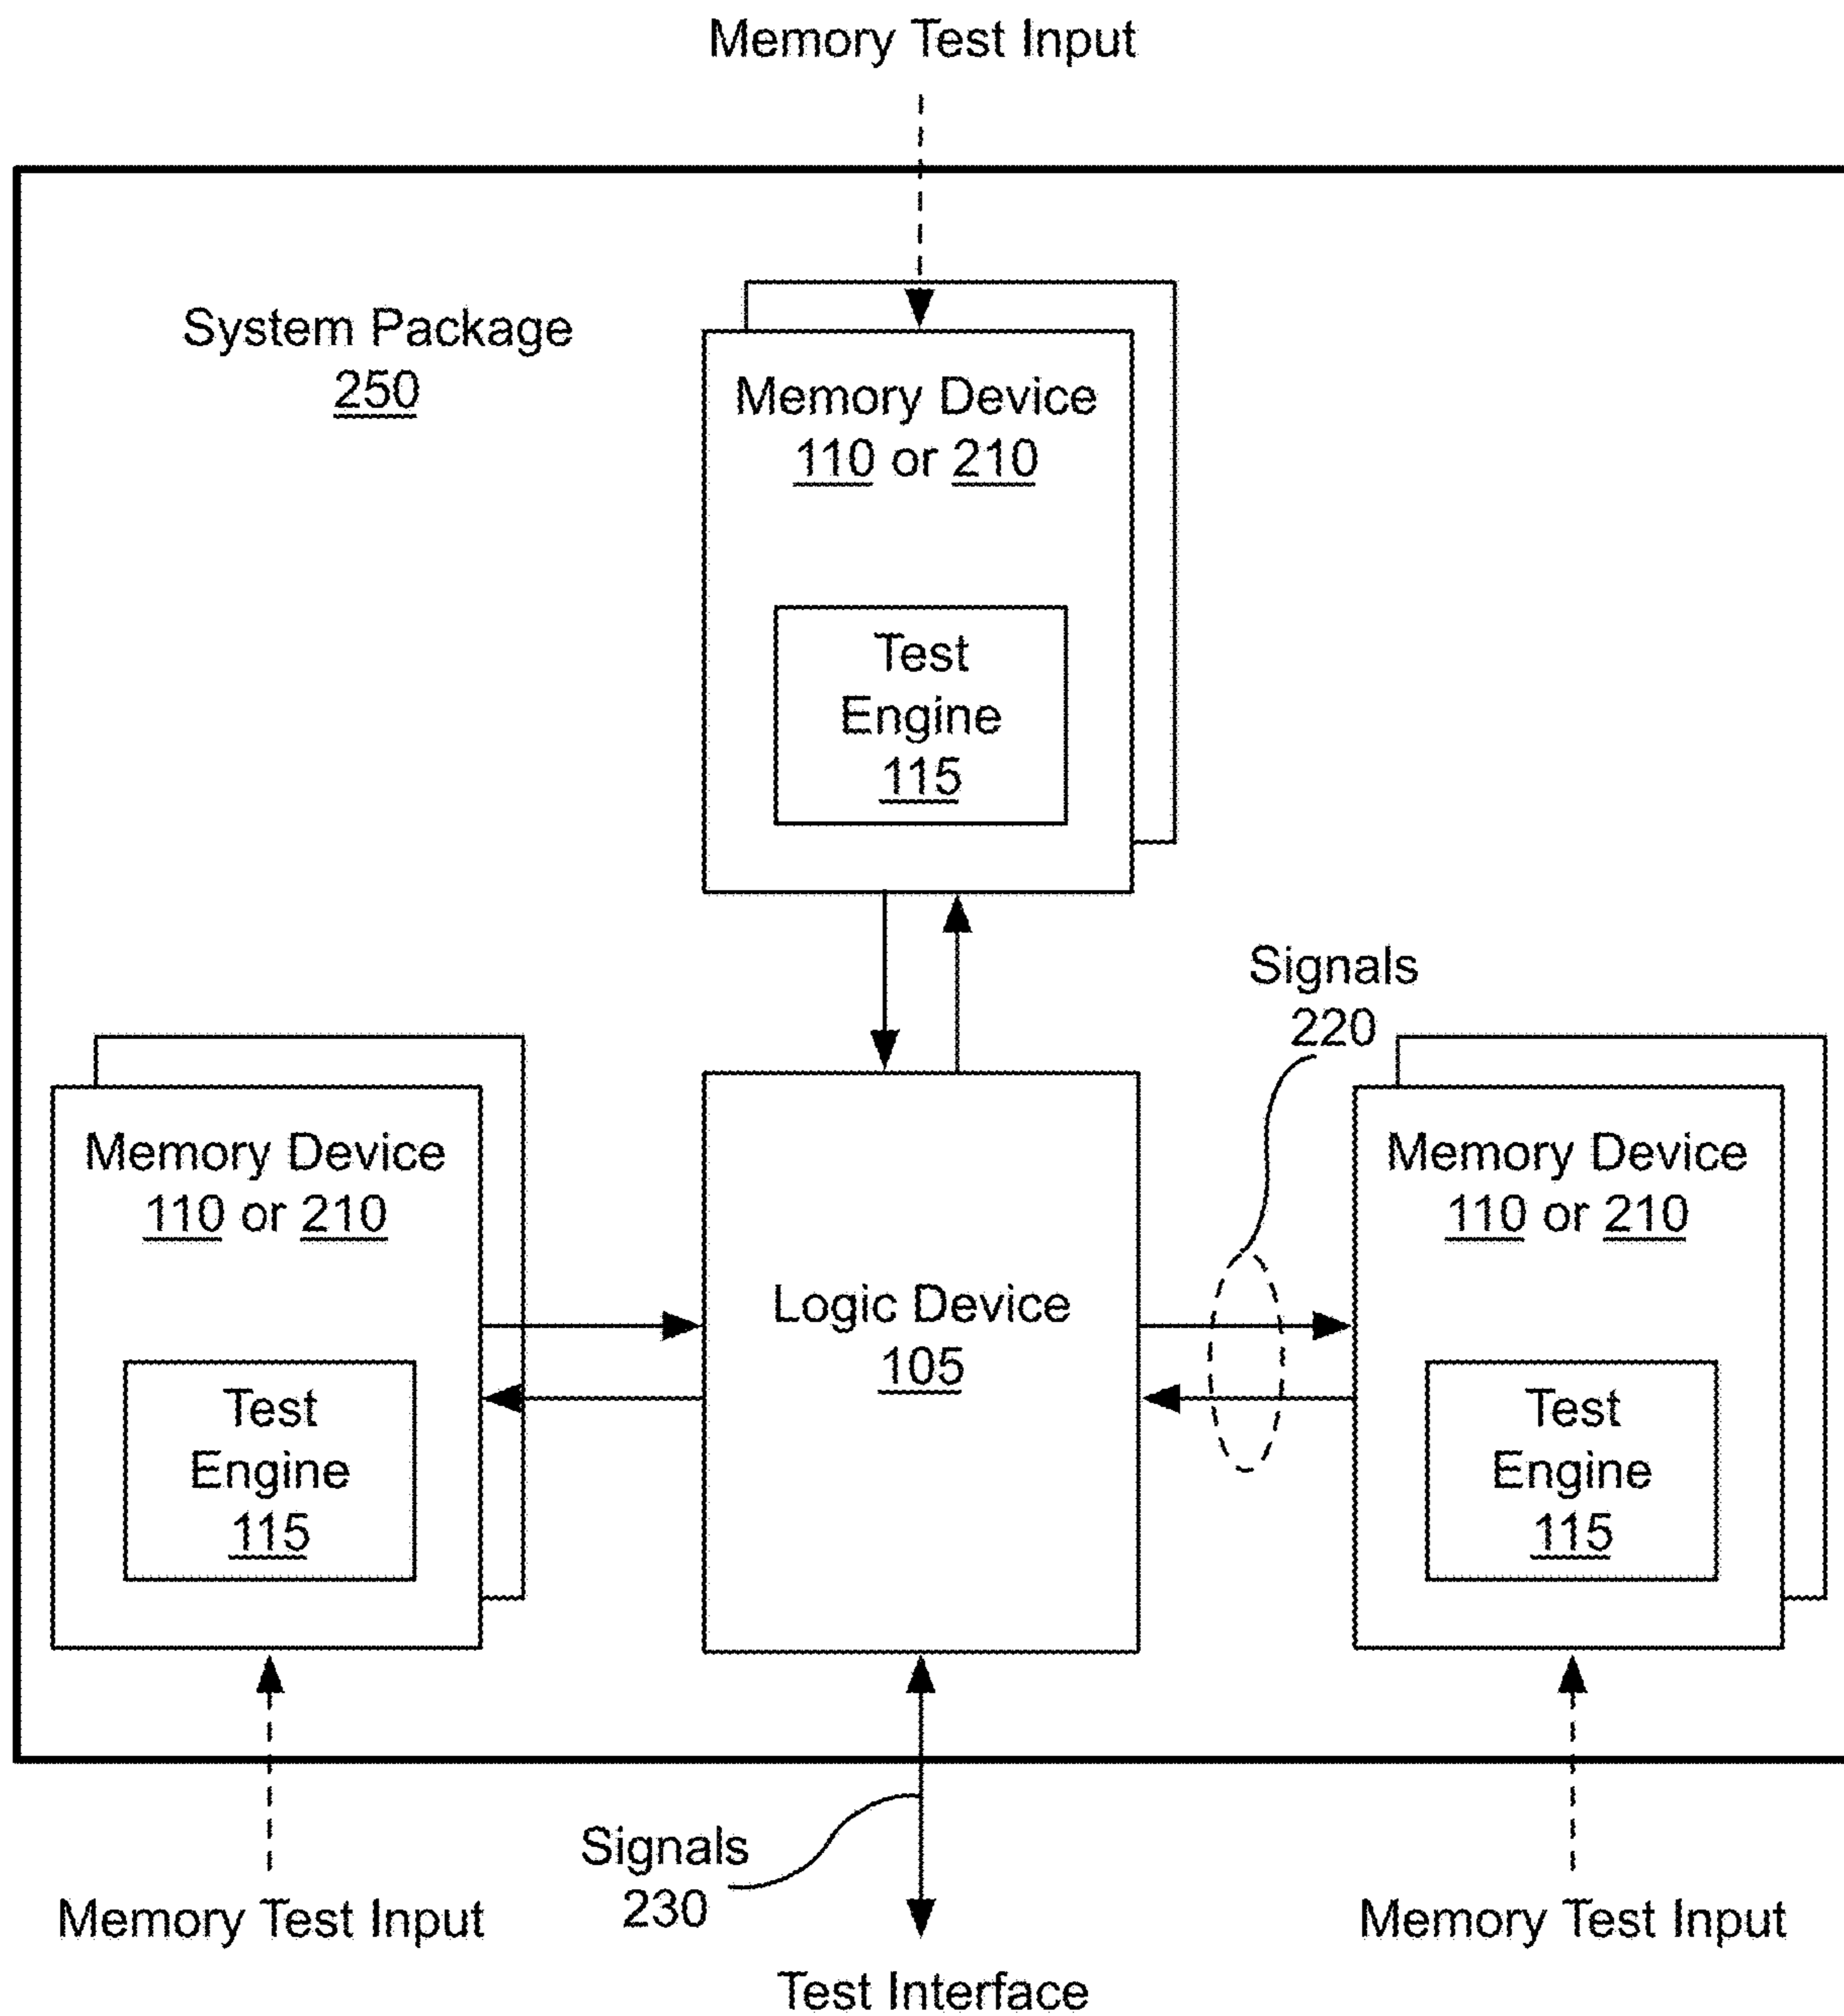 Memory Test Input
System Package
250
Memory Device
110 or 210
Test
Engine
115
Signals
220
Memory Device
110 or 210
Test
Engine
115
Logic Device
105
Memory Device
110 or 210
Test
Engine
115
Signals
230
Memory Test Input
Memory Test Input
Test Interface